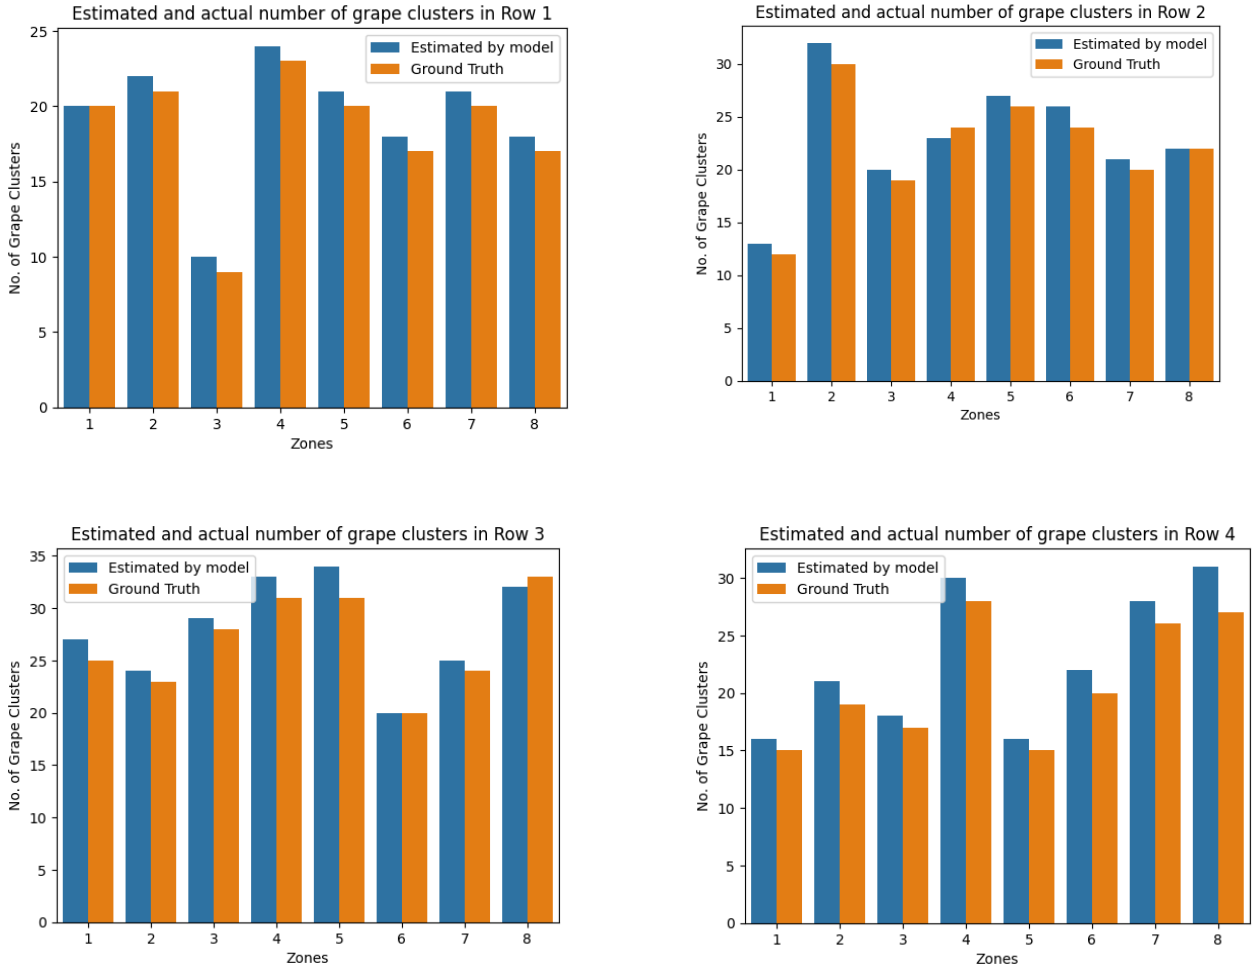 Estimated and actual number of grape clusters in Row 1
Estimated by model
Ground Truth
No. of Grape Clusters
25
20
15
10
5
0
1 2 3 4 5 6 7 8
Zones
Estimated and actual number of grape clusters in Row 2
Estimated by model
Ground Truth
No. of Grape Clusters
30
25
20
15
10
5
0
1 2 3 4 5 6 7 8
Zones
Estimated and actual number of grape clusters in Row 3
Estimated by model
Ground Truth
No. of Grape Clusters
35
30
25
20
15
10
5
0
1 2 3 4 5 6 7 8
Zones
Estimated and actual number of grape clusters in Row 4
Estimated by model
Ground Truth
No. of Grape Clusters
30
25
20
15
10
5
0
1 2 3 4 5 6 7 8
Zones